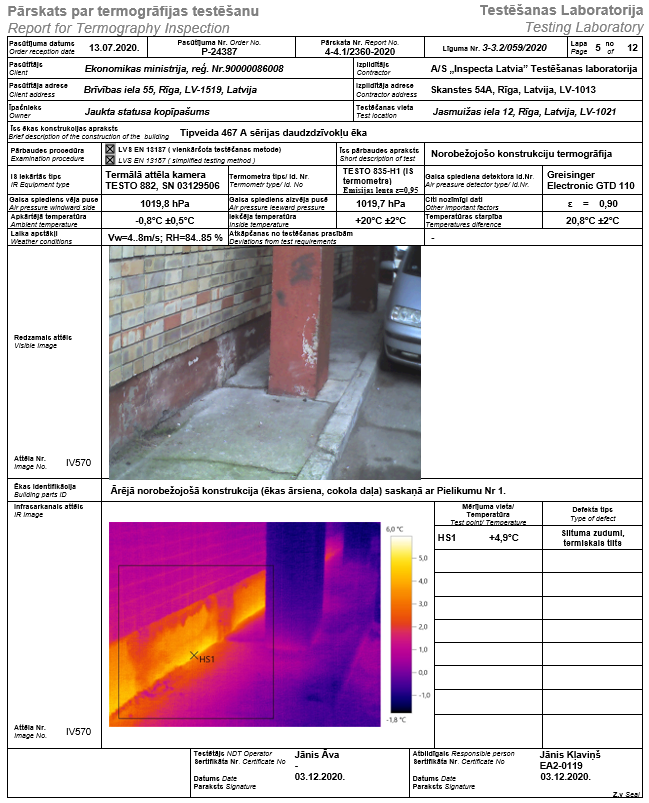 Pārskats par termogrāfijas testēšanu Testēšanas Laboratorija
Report for Termography Inspection Testing Laboratory
Pasūtījuma datums 13.07.2020. Pasūtījuma Nr. Order No. Pārskata Nr. Report No. Līguma Nr. 3-3.2/059/2020 Lapa 5 no 12
Order reception date P-24387 4-4.1/2360-2020 Page of
Pasūtītājs Ekonomikas ministrija, reģ. Nr.90000086008 Izpildītājs A/S „Inspecta Latvia” Testēšanas laboratorija
Client Contractor
Pasūtītāja adrese Brīvības iela 55, Rīga, LV-1519, Latvija Izpildītāja adrese Skanstes 54A, Rīga, Latvija, LV-1013
Client address Contractor address
Īpačnieks Jaukta statusa kopīpašums Testēšanas vieta Jasmuižas iela 12, Rīga, Latvija, LV-1021
Owner Test location
Īss ēkas konstrukcijas apraksts Tipveida 467 A sērijas daudzdzīvokļu ēka
Brief description of the construction of the building
Pārbaudes procedūra LVS EN 13187 ( vienkārčota testēšanas metode) Īss pārbaudes apraksts Norobežojošo konstrukciju termogrāfija
Examination procedure LVS EN 13187 ( simplified testing method ) Short description of test
IS iekārtās tips Termālā attēla kamera Termometra tips/ Id. Nr. TESTO 835-H1 (IS termometrs) Gaisa spiediena detektora Id.Nr. Greisinger
IR Equipment type TESTO 882, SN 03129506 Termometr type/ Id. No Emisijas lenta ε=0,95 Air pressure detector type/ Id.Nr. Electronic GTD 110
Gaisa spiediens vēja puse 1019,8 hPa Gaisa spiediens aizvēja pusē 1019,7 hPa Citi nozīmīgi dati ε = 0,90
Air pressure windward side Air pressure leeward pressure Other important factors
Apkārtējā temperatūra -0,8°C ±0,5°C Iekčēja temperatūra +20°C ±2°C Temperatūras starpība 20,8°C ±2°C
Ambient temperature Inside temperature Temperatures diference
Laika apstākļi Vw=4..8m/s; RH=84..85 % Atkāpčanas no testēčanas prasībām -
Weather conditions Deviations from test requirements
Redzamais attēls
Visible Image
Attēla Nr. IV570
Image No.
Ēkas identifikācija Ārējā norobežojošā konstrukcija (ēkas ārsiena, cokola daļa) saskaņā ar Pielikumu Nr 1.
Building parts ID
Infrasarkanais attēls
IR Image
Mērījuma vieta/ Temperatūra Defekta tips
Test point/ Temperature Type of defect
HS1 +4,9°C Siltuma zudumi, termiskais tilts
6,0 °C
5,0
4,0
3,0
2,0
1,0
0,0
-1,0
-1,8 °C
HS1
Attēla Nr. IV570
Image No.
Testētājs NDT Operator Jānis Āva Atbildīgais Responsible person Jānis Kļaviņš
Sertifikāta Nr. Certificate No - Sertifikāta Nr. Certificate No EA2-0119
Datums Date 03.12.2020. Datums Date 03.12.2020.
Paraksts Signature Paraksts Signature
Z.v Seal